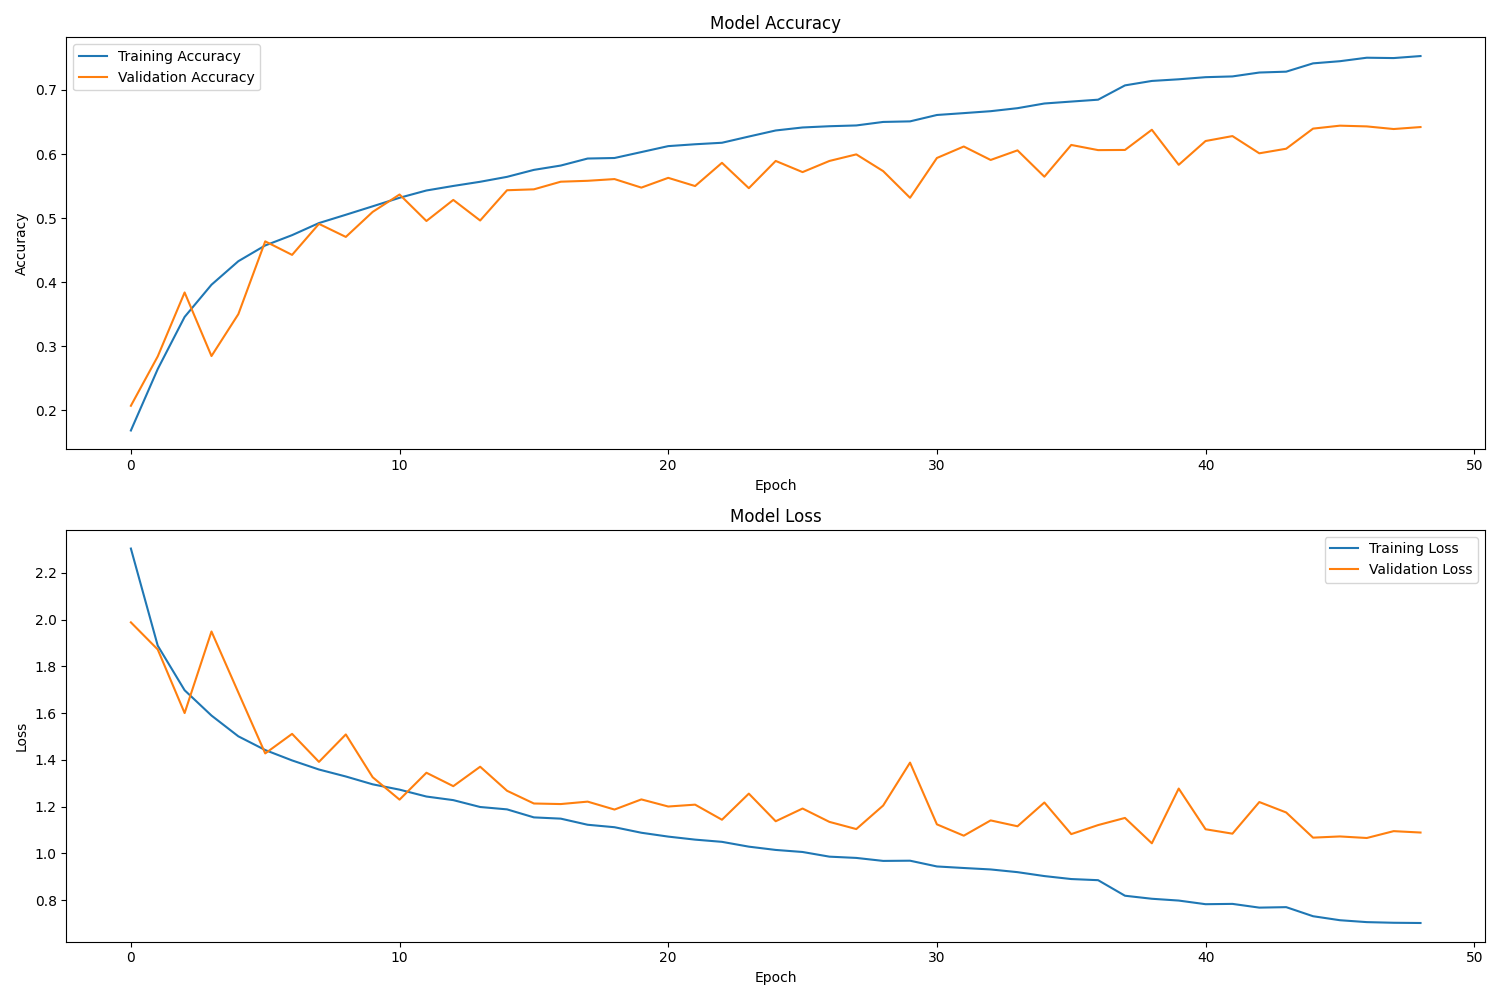 Model Accuracy
Training Accuracy
Validation Accuracy
Accuracy
0.7
0.6
0.5
0.4
0.3
0.2
0 10 20 30 40 50
Epoch
Model Loss
Training Loss
Validation Loss
Loss
2.2
2.0
1.8
1.6
1.4
1.2
1.0
0.8
0 10 20 30 40 50
Epoch